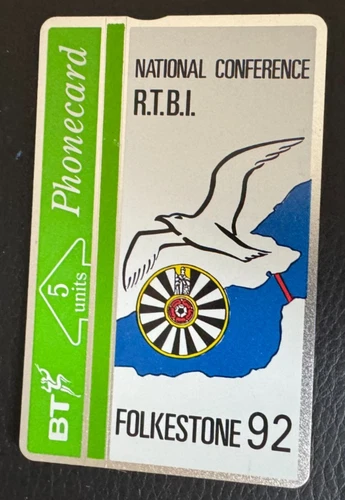 Phonecard
5
units
BT
NATIONAL CONFERENCE
R.T.B.I.
FOLKESTONE 92